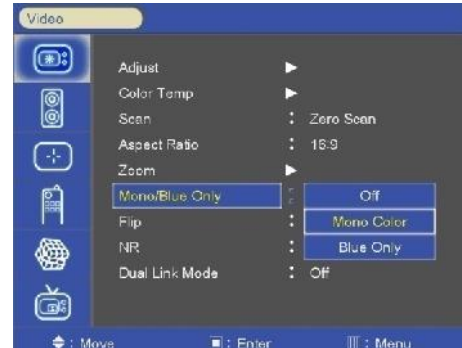 Video
Adjust ▶
Color Temp ▶
Scan : Zero Scan
Aspect Ratio : 16:9
Zoom ▶
Mono/Blue Only : Off
Flip : Mono Color
NR : Blue Only
Dual Link Mode : Off
: Move : Enter : Menu